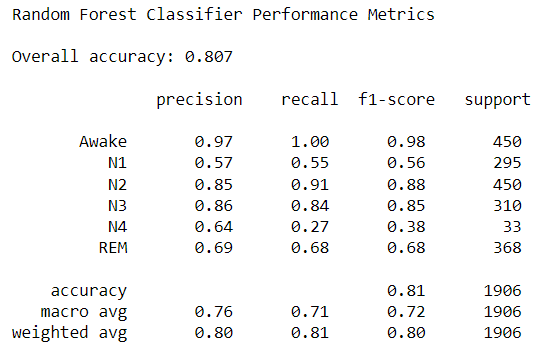 Random Forest Classifier Performance Metrics
Overall accuracy: 0.807
precision recall f1-score support
Awake 0.97 1.00 0.98 450
N1 0.57 0.55 0.56 295
N2 0.85 0.91 0.88 450
N3 0.86 0.84 0.85 310
N4 0.64 0.27 0.38 33
REM 0.69 0.68 0.68 368
accuracy 0.81 1906
macro avg 0.76 0.71 0.72 1906
weighted avg 0.80 0.81 0.80 1906